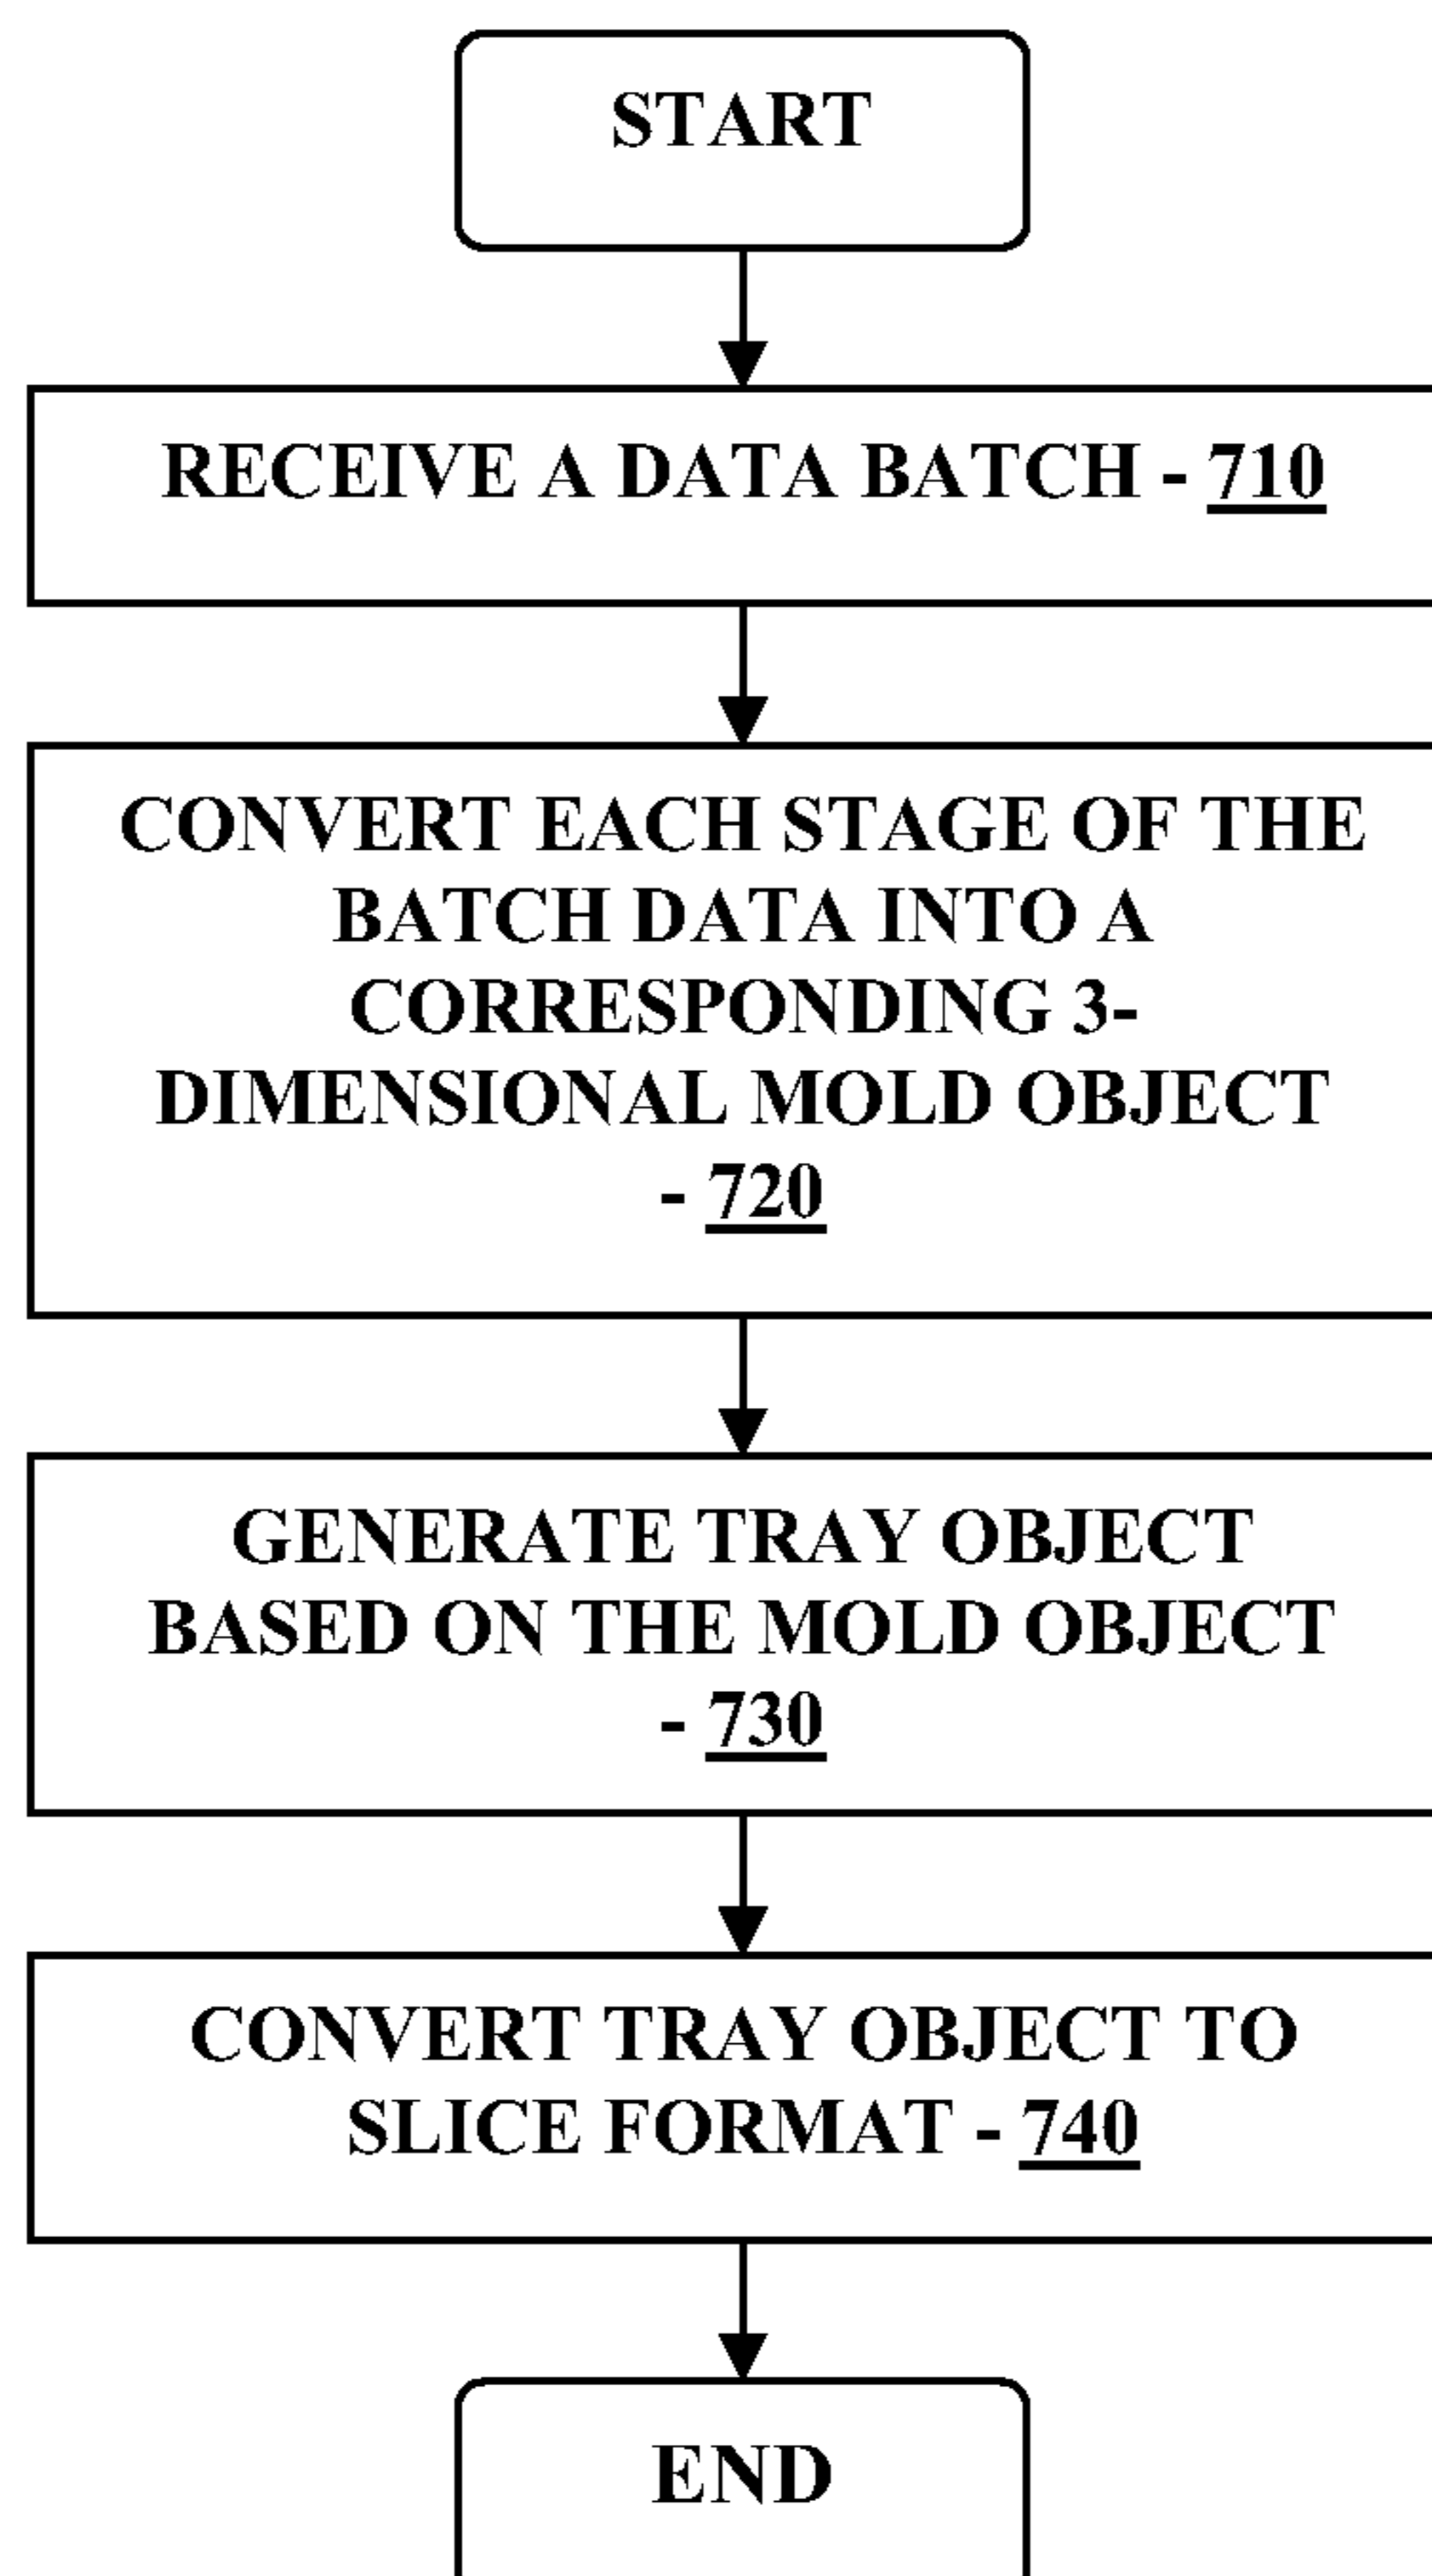 START
RECEIVE A DATA BATCH - 710
CONVERT EACH STAGE OF THE
BATCH DATA INTO A
CORRESPONDING 3-
DIMENSIONAL MOLD OBJECT
- 720
GENERATE TRAY OBJECT
BASED ON THE MOLD OBJECT
- 730
CONVERT TRAY OBJECT TO
SLICE FORMAT - 740
END